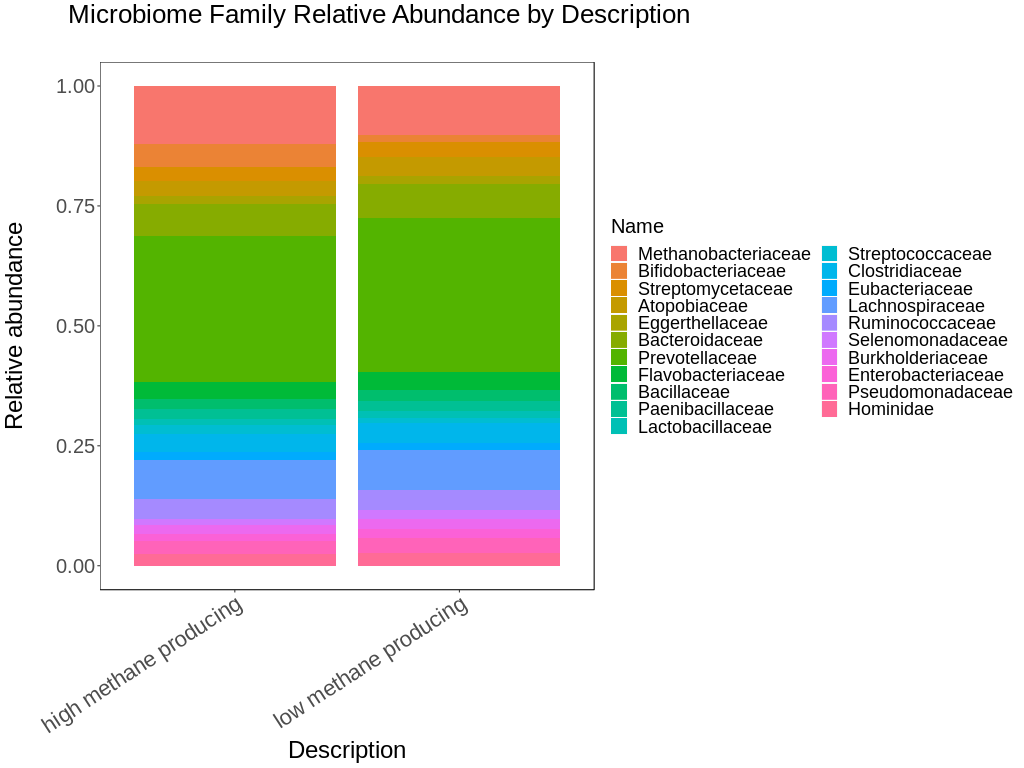 Microbiome Family Relative Abundance by Description
Relative abundance
1.00
0.75
0.50
0.25
0.00
high methane producing
low methane producing
Description
Name
Methanobacteriaceae
Bifidobacteriaceae
Streptomycetaceae
Atopobiaceae
Eggerthellaceae
Bacteroidaceae
Prevotellaceae
Flavobacteriaceae
Bacillaceae
Paenibacillaceae
Lactobacillaceae
Streptococcaceae
Clostridiaceae
Eubacteriaceae
Lachnospiraceae
Ruminococcaceae
Selenomonadaceae
Burkholderiaceae
Enterobacteriaceae
Pseudomonadaceae
Hominidae